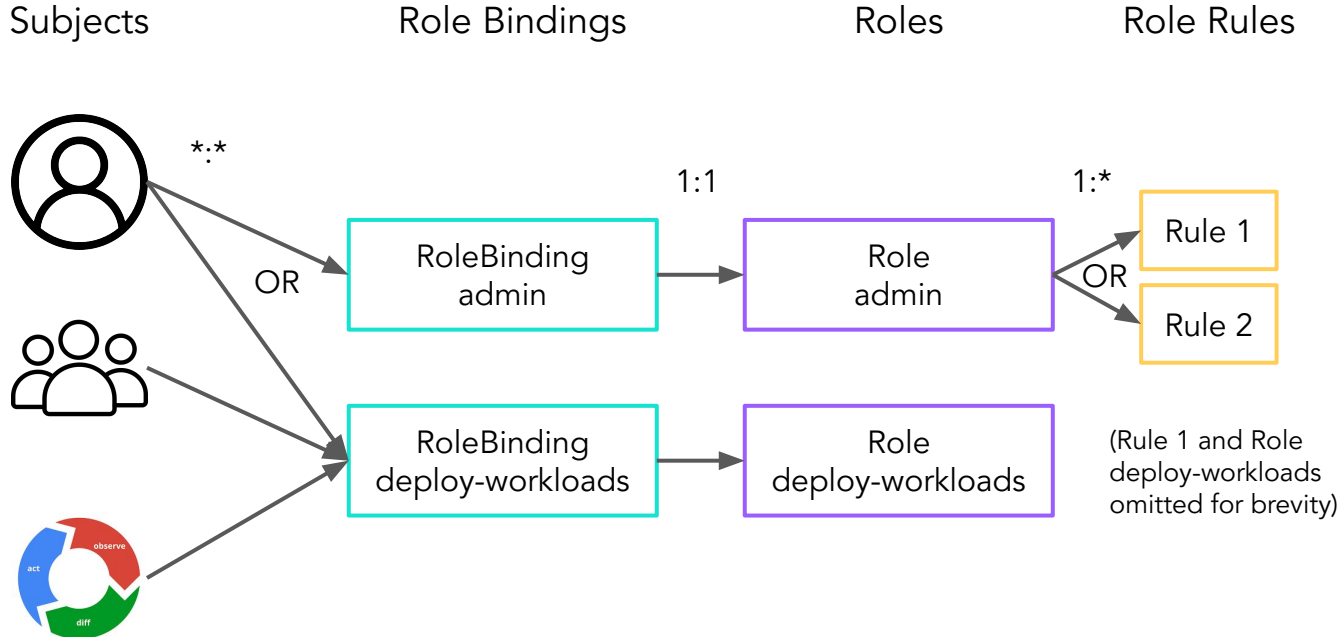 Subjects
Role Bindings
Roles
Role Rules
*:*
1:1
1:*
OR
RoleBinding
admin
Role
admin
OR
Rule 1
Rule 2
RoleBinding
deploy-workloads
Role
deploy-workloads
(Rule 1 and Role
deploy-workloads
omitted for brevity)
observe
act
diff